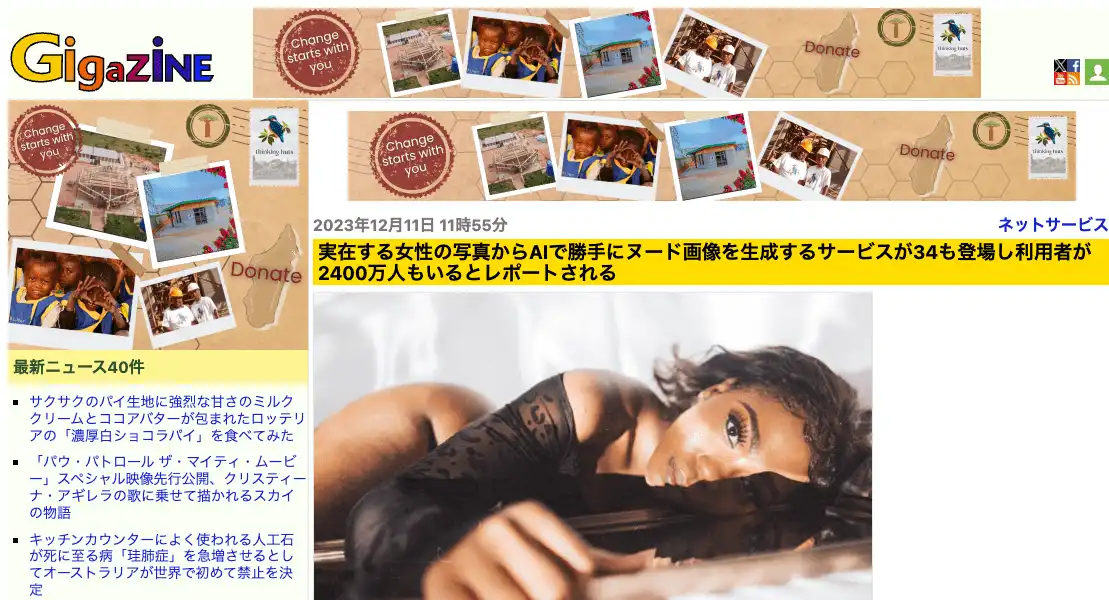 GigaZiNE
Change
starts with
you
Donate
thinking huts
Change
starts with
you
thinking huts
Donate
最新ニュース40件
サクサクのパイ生地に強烈な甘さのミルク
クリームとココアバターが包まれたロッテリ
アの「濃厚白ショコラパイ」を食べてみた
「パウ・パトロール ザ・マイティ・ムービ
ー」スペシャル映像先行公開、クリスティー
ナ・アギレラの歌に乗せて描かれるスカイ
の物語
キッチンカウンターによく使われる人工石
が死に至る病「珪肺症」を急増させるとし
てオーストラリアが世界で初めて禁止を決
定
Change
starts with
you
Donate
thinking huts
2023年12月11日 11時55分
ネットサービス
実在する女性の写真からAIで勝手にヌード画像を生成するサービスが34も登場し利用者が
2400万人もいるとレポートされる